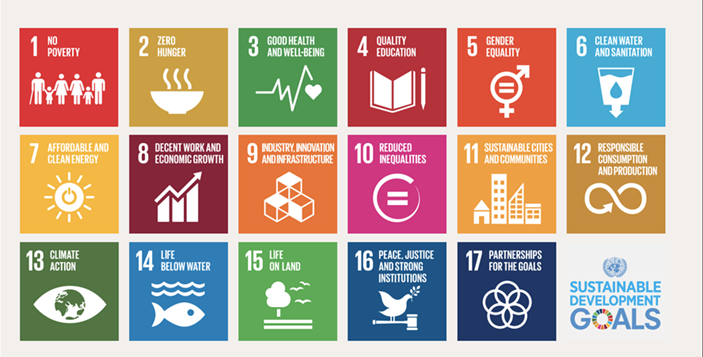 1 NO
POVERTY
2 ZERO
HUNGER
3 GOOD HEALTH
AND WELL-BEING
4 QUALITY
EDUCATION
5 GENDER
EQUALITY
6 CLEAN WATER
AND SANITATION
7 AFFORDABLE AND
CLEAN ENERGY
8 DECENT WORK AND
ECONOMIC GROWTH
9 INDUSTRY, INNOVATION
AND INFRASTRUCTURE
10 REDUCED
INEQUALITIES
11 SUSTAINABLE CITIES
AND COMMUNITIES
12 RESPONSIBLE
CONSUMPTION
AND PRODUCTION
13 CLIMATE
ACTION
14 LIFE
BELOW WATER
15 LIFE
ON LAND
16 PEACE, JUSTICE
AND STRONG
INSTITUTIONS
17 PARTNERSHIPS
FOR THE GOALS
SUSTAINABLE
DEVELOPMENT
GOALS